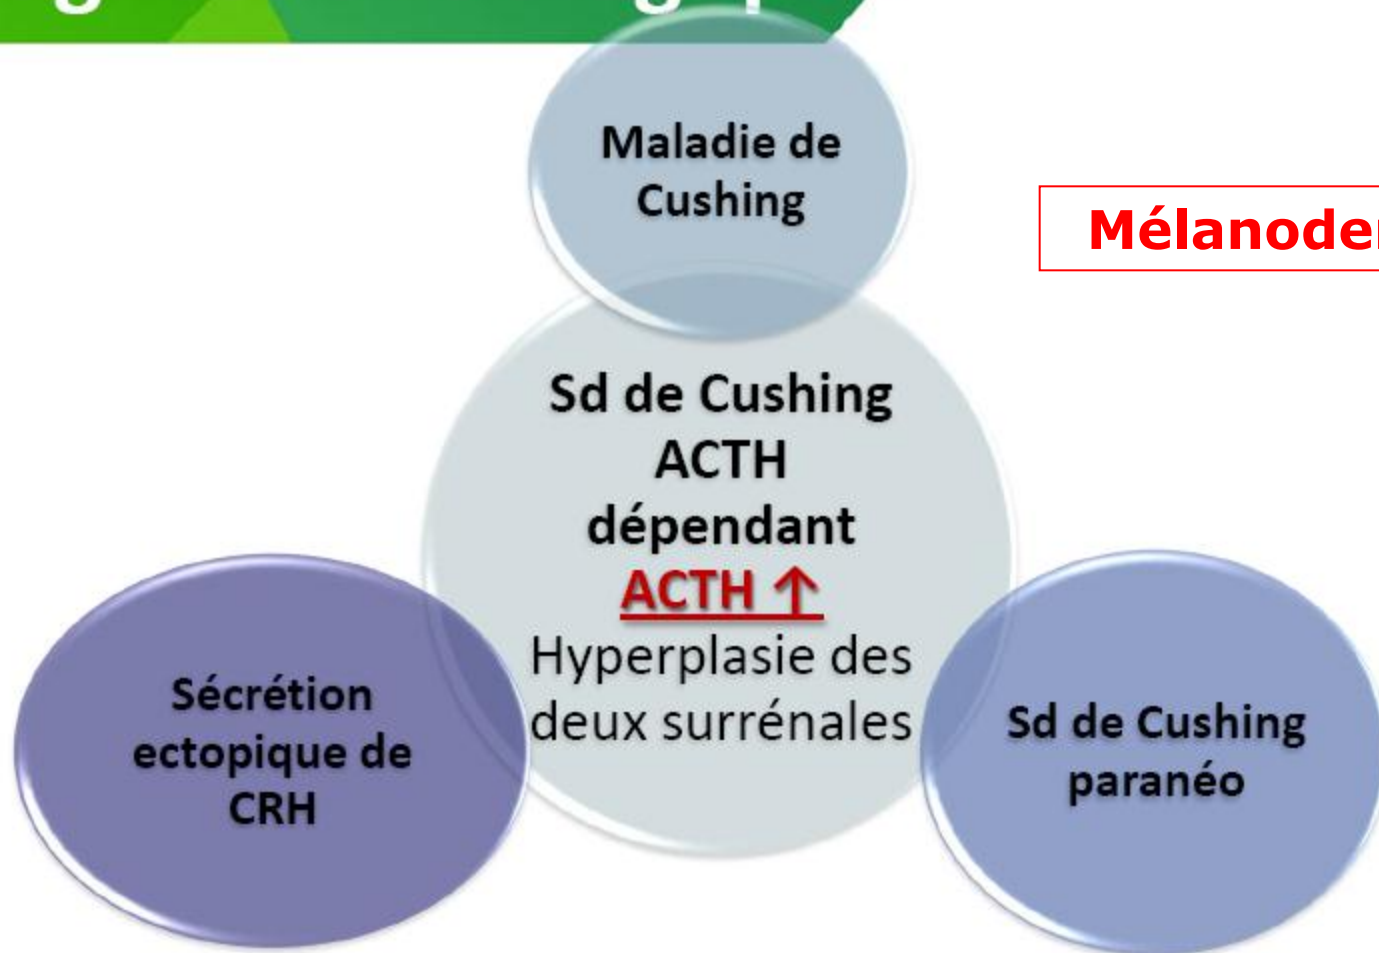 Maladie de
Cushing
Sd de Cushing
ACTH
dépendant
ACTH ↑
Hyperplasie des
deux surrénales
Sécrétion
ectopique de
CRH
Sd de Cushing
paranéo